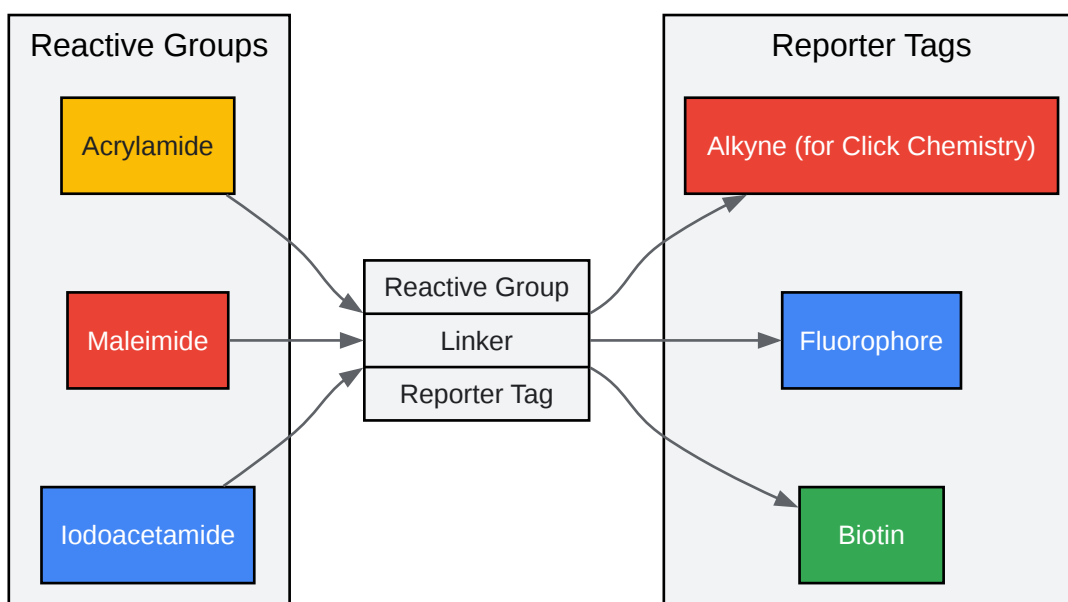 Reactive Groups
Acrylamide
Maleimide
Iodoacetamide
Reactive Group
Linker
Reporter Tag
Reporter Tags
Alkyne (for Click Chemistry)
Fluorophore
Biotin